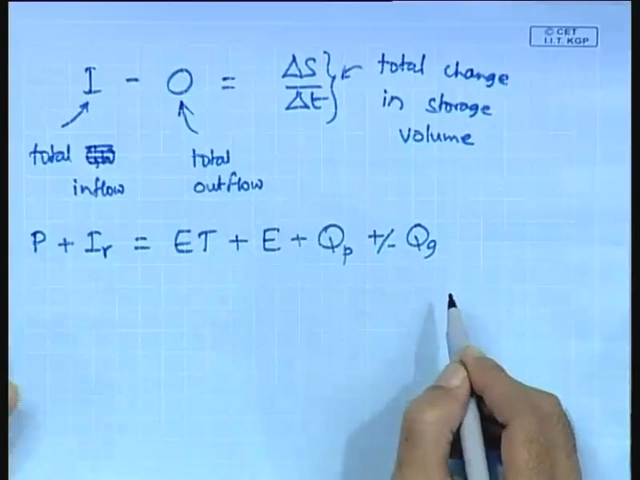 © CET
I.I.T. KGP
I - O = ΔS/Δt } ← total change
in storage
volume
total inflow
total outflow
P + Ir = ET + E + Qp +/- Qg